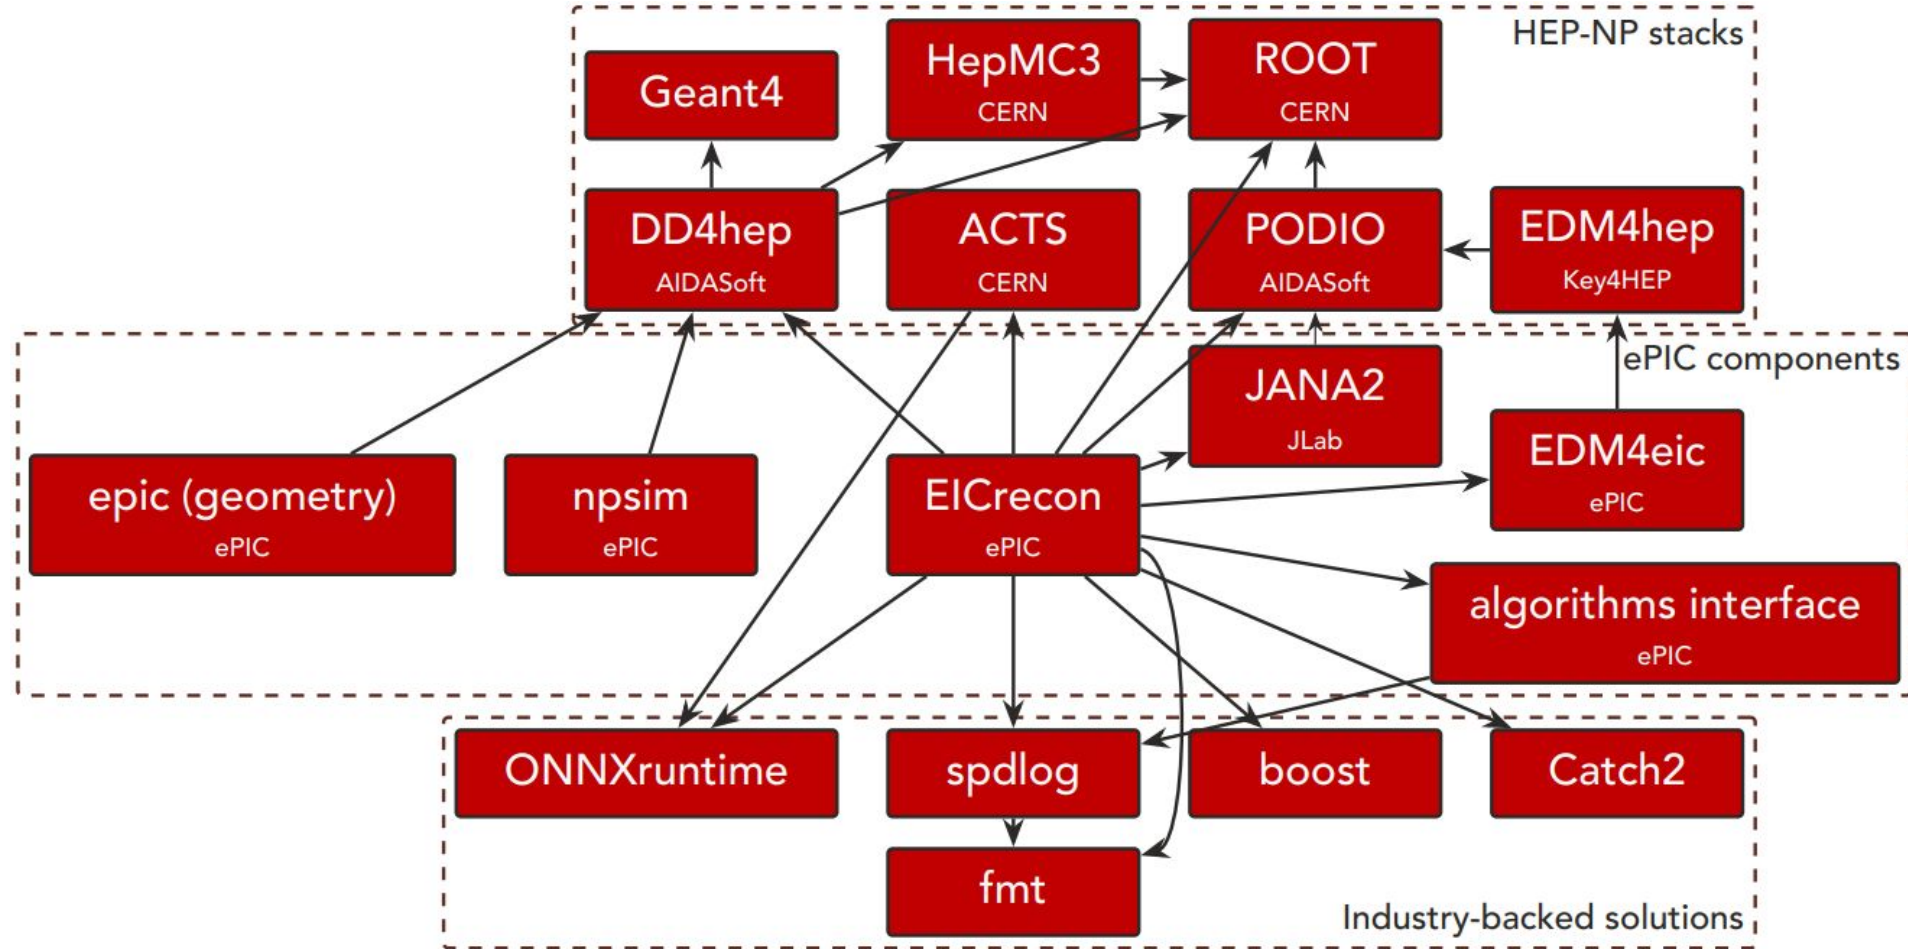 HEP-NP stacks
Geant4
HepMC3
CERN
ROOT
CERN
DD4hep
AIDASoft
ACTS
CERN
PODIO
AIDASoft
EDM4hep
Key4HEP
ePIC components
JANA2
JLab
epic (geometry)
ePIC
npsim
ePIC
EICrecon
ePIC
EDM4eic
ePIC
algorithms interface
ePIC
ONNXruntime
spdlog
boost
Catch2
fmt
Industry-backed solutions